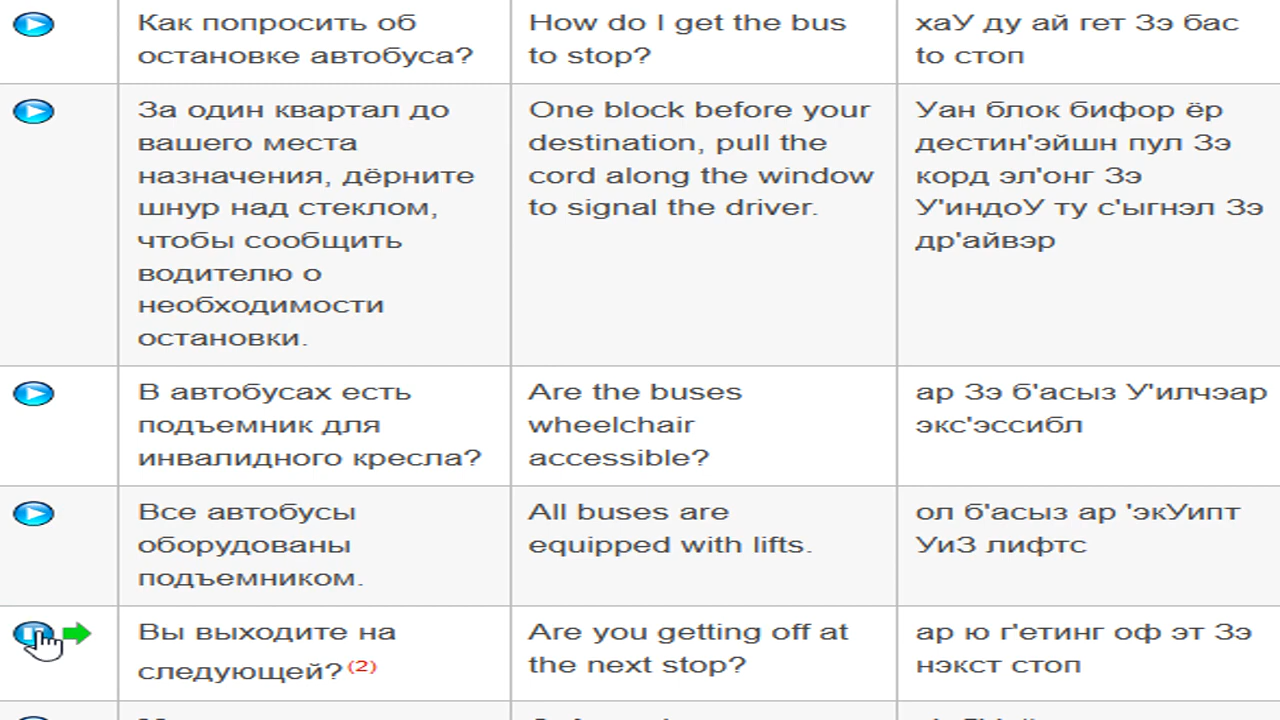 Как попросить об
остановке автобуса?
How do I get the bus
to stop?
хаУ ду ай гет Зэ бас
to стоп
За один квартал до
вашего места
назначения, дёрните
шнур над стеклом,
чтобы сообщить
водителю о
необходимости
остановки.
One block before your
destination, pull the
cord along the window
to signal the driver.
Уан блок бифор ёр
дестин'эйшн пул Зэ
корд эл'онг Зэ
У'индоУ ту с'ыгнэл Зэ
др'айвэр
В автобусах есть
подъемник для
инвалидного кресла?
Are the buses
wheelchair
accessible?
ар Зэ б'асыз У'илчэар
экс'эссибл
Все автобусы
оборудованы
подъемником.
All buses are
equipped with lifts.
ол б'асыз ар 'экУипт
УиЗ лифтс
Вы выходите на
следующей? (2)
Are you getting off at
the next stop?
ар ю г'етинг оф эт Зэ
нэкст стоп